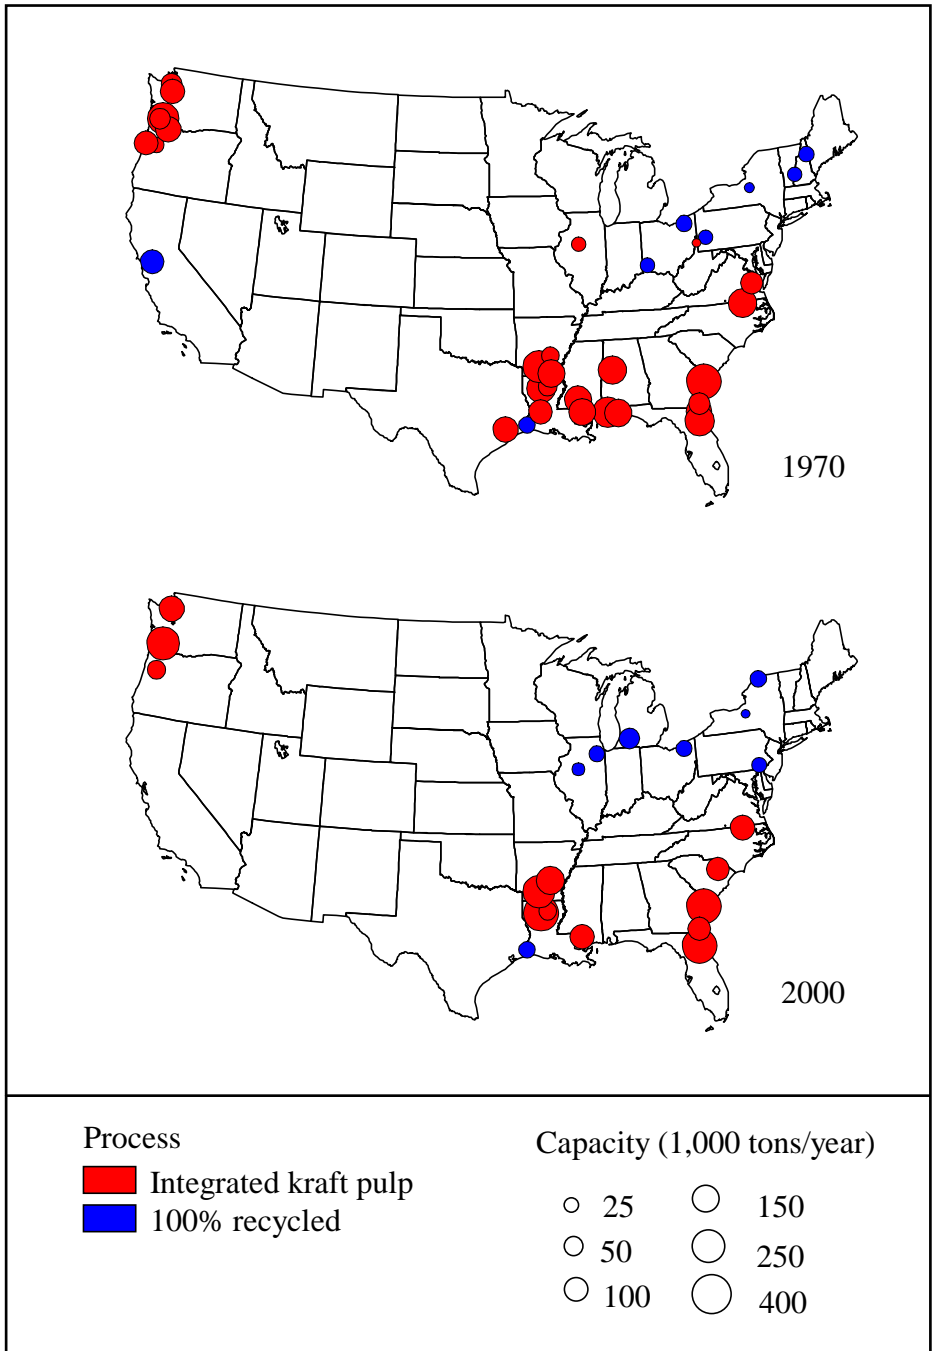 1970
2000
Process
Integrated kraft pulp
100% recycled
Capacity (1,000 tons/year)
25
50
100
150
250
400